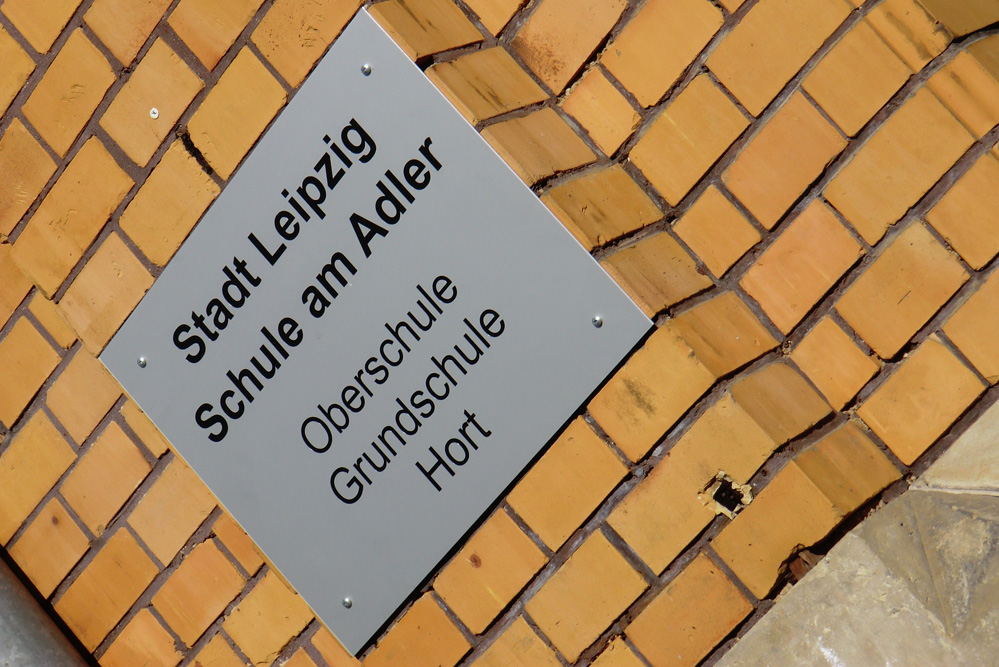 Stadt Leipzig
Schule am Adler
Oberschule
Grundschule
Hort